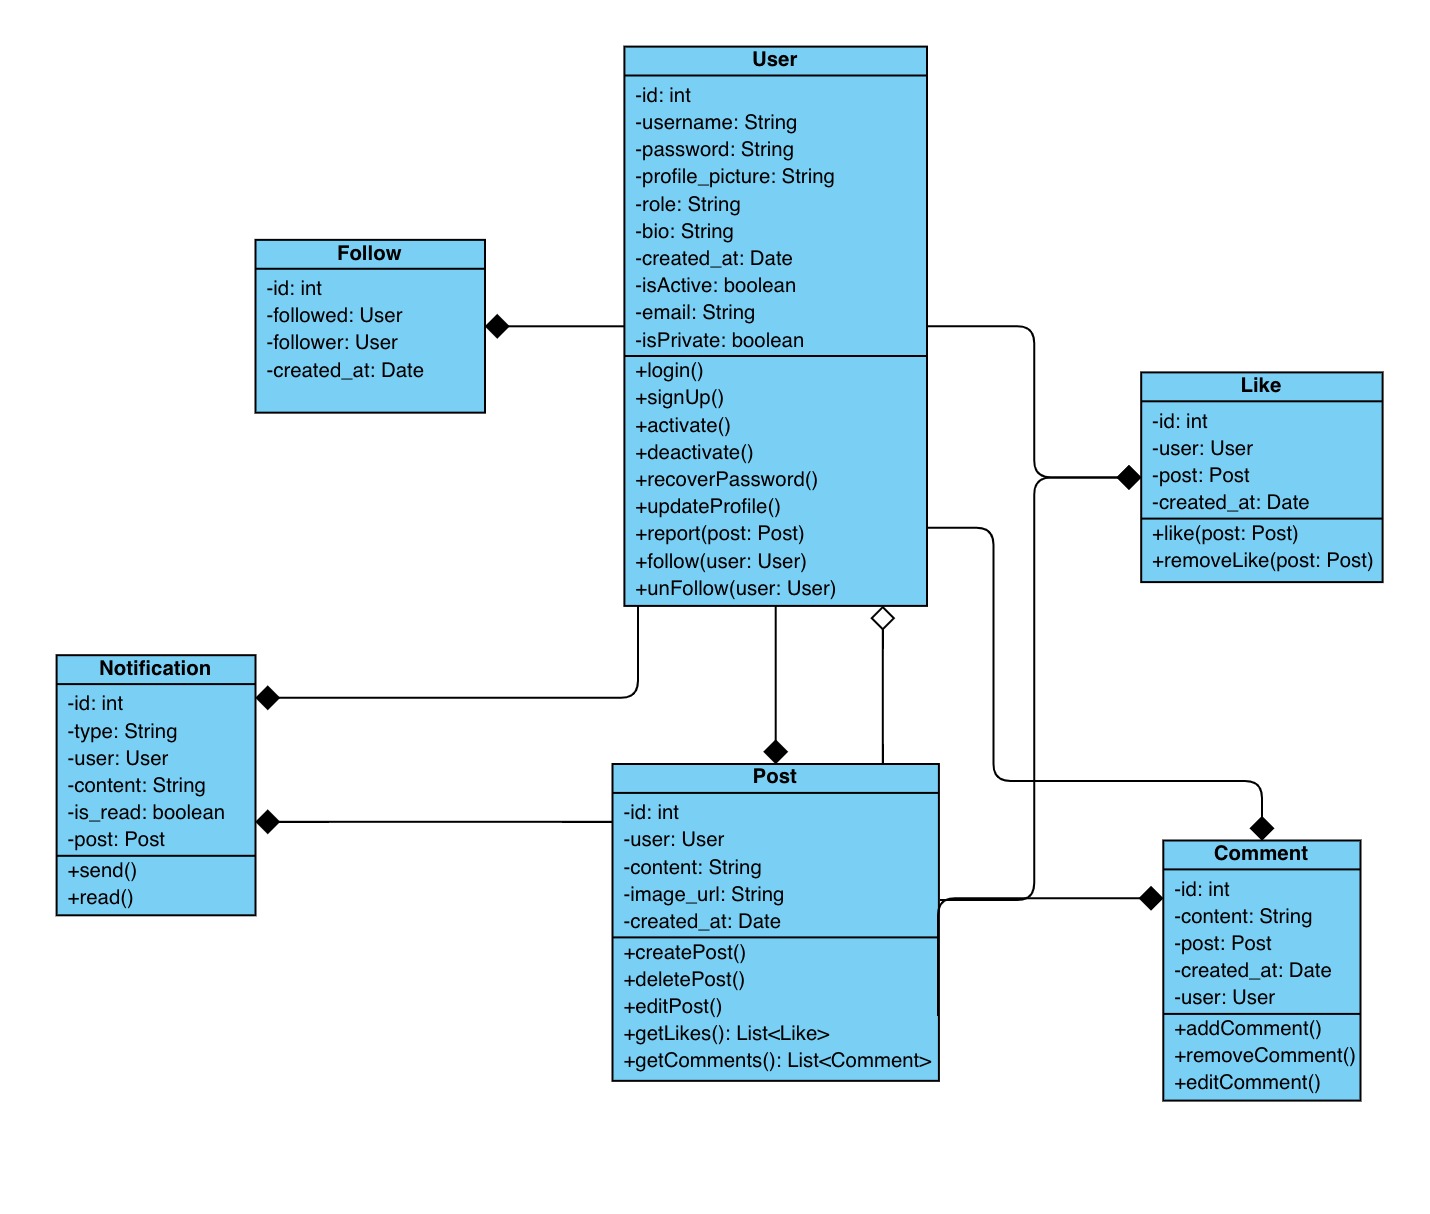 User
-id: int
-username: String
-password: String
-profile_picture: String
-role: String
-bio: String
-created_at: Date
-isActive: boolean
-email: String
-isPrivate: boolean
+login()
+signUp()
+activate()
+deactivate()
+recoverPassword()
+updateProfile()
+report(post: Post)
+follow(user: User)
+unFollow(user: User)
Follow
-id: int
-followed: User
-follower: User
-created_at: Date
Like
-id: int
-user: User
-post: Post
-created_at: Date
+like(post: Post)
+removeLike(post: Post)
Notification
-id: int
-type: String
-user: User
-content: String
-is_read: boolean
-post: Post
+send()
+read()
Post
-id: int
-user: User
-content: String
-image_url: String
-created_at: Date
+createPost()
+deletePost()
+editPost()
+getLikes(): List<Like>
+getComments(): List<Comment>
Comment
-id: int
-content: String
-post: Post
-created_at: Date
-user: User
+addComment()
+removeComment()
+editComment()